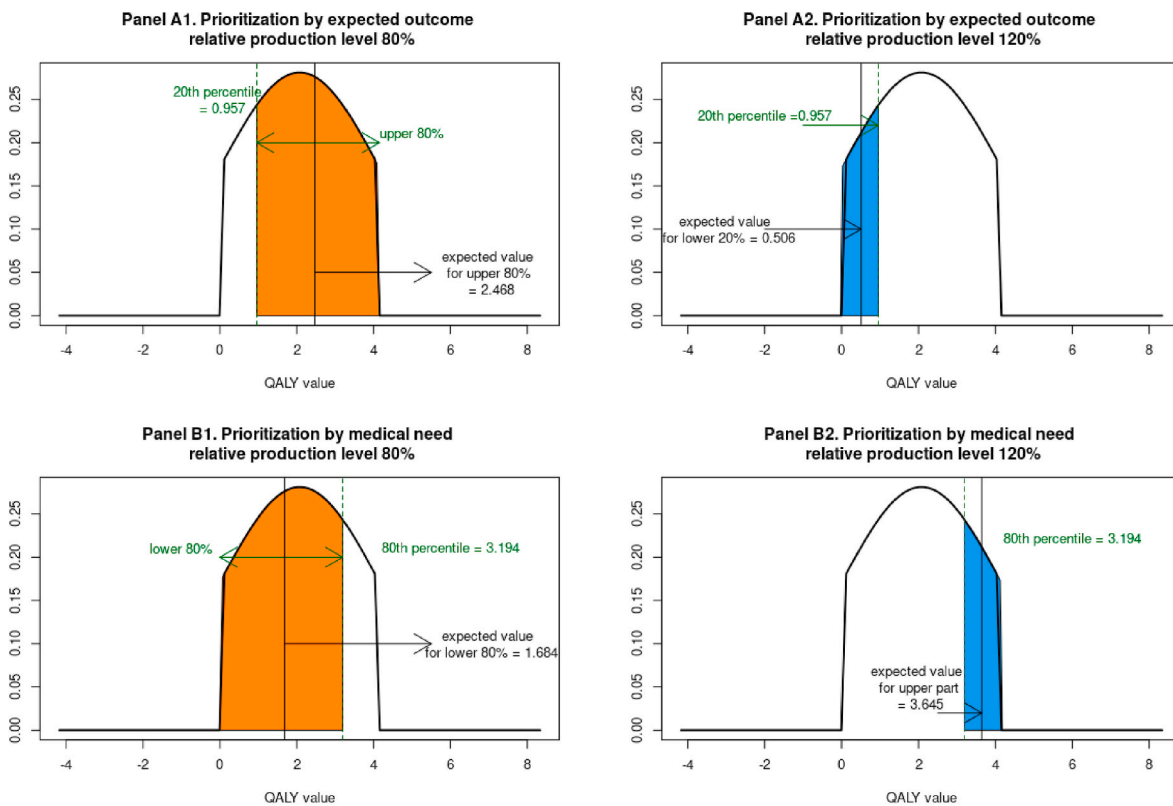 Panel A1. Prioritization by expected outcome
relative production level 80%
20th percentile
= 0.957
upper 80%
expected value
for upper 80%
= 2.468
0.00
0.05
0.10
0.15
0.20
0.25
-4 -2 0 2 4 6 8
QALY value
Panel A2. Prioritization by expected outcome
relative production level 120%
20th percentile =0.957
expected value
for lower 20% = 0.506
0.00
0.05
0.10
0.15
0.20
0.25
-4 -2 0 2 4 6 8
QALY value
Panel B1. Prioritization by medical need
relative production level 80%
lower 80%
80th percentile = 3.194
expected value
for lower 80% = 1.684
0.00
0.05
0.10
0.15
0.20
0.25
-4 -2 0 2 4 6 8
QALY value
Panel B2. Prioritization by medical need
relative production level 120%
80th percentile = 3.194
expected value
for upper part
= 3.645
0.00
0.05
0.10
0.15
0.20
0.25
-4 -2 0 2 4 6 8
QALY value